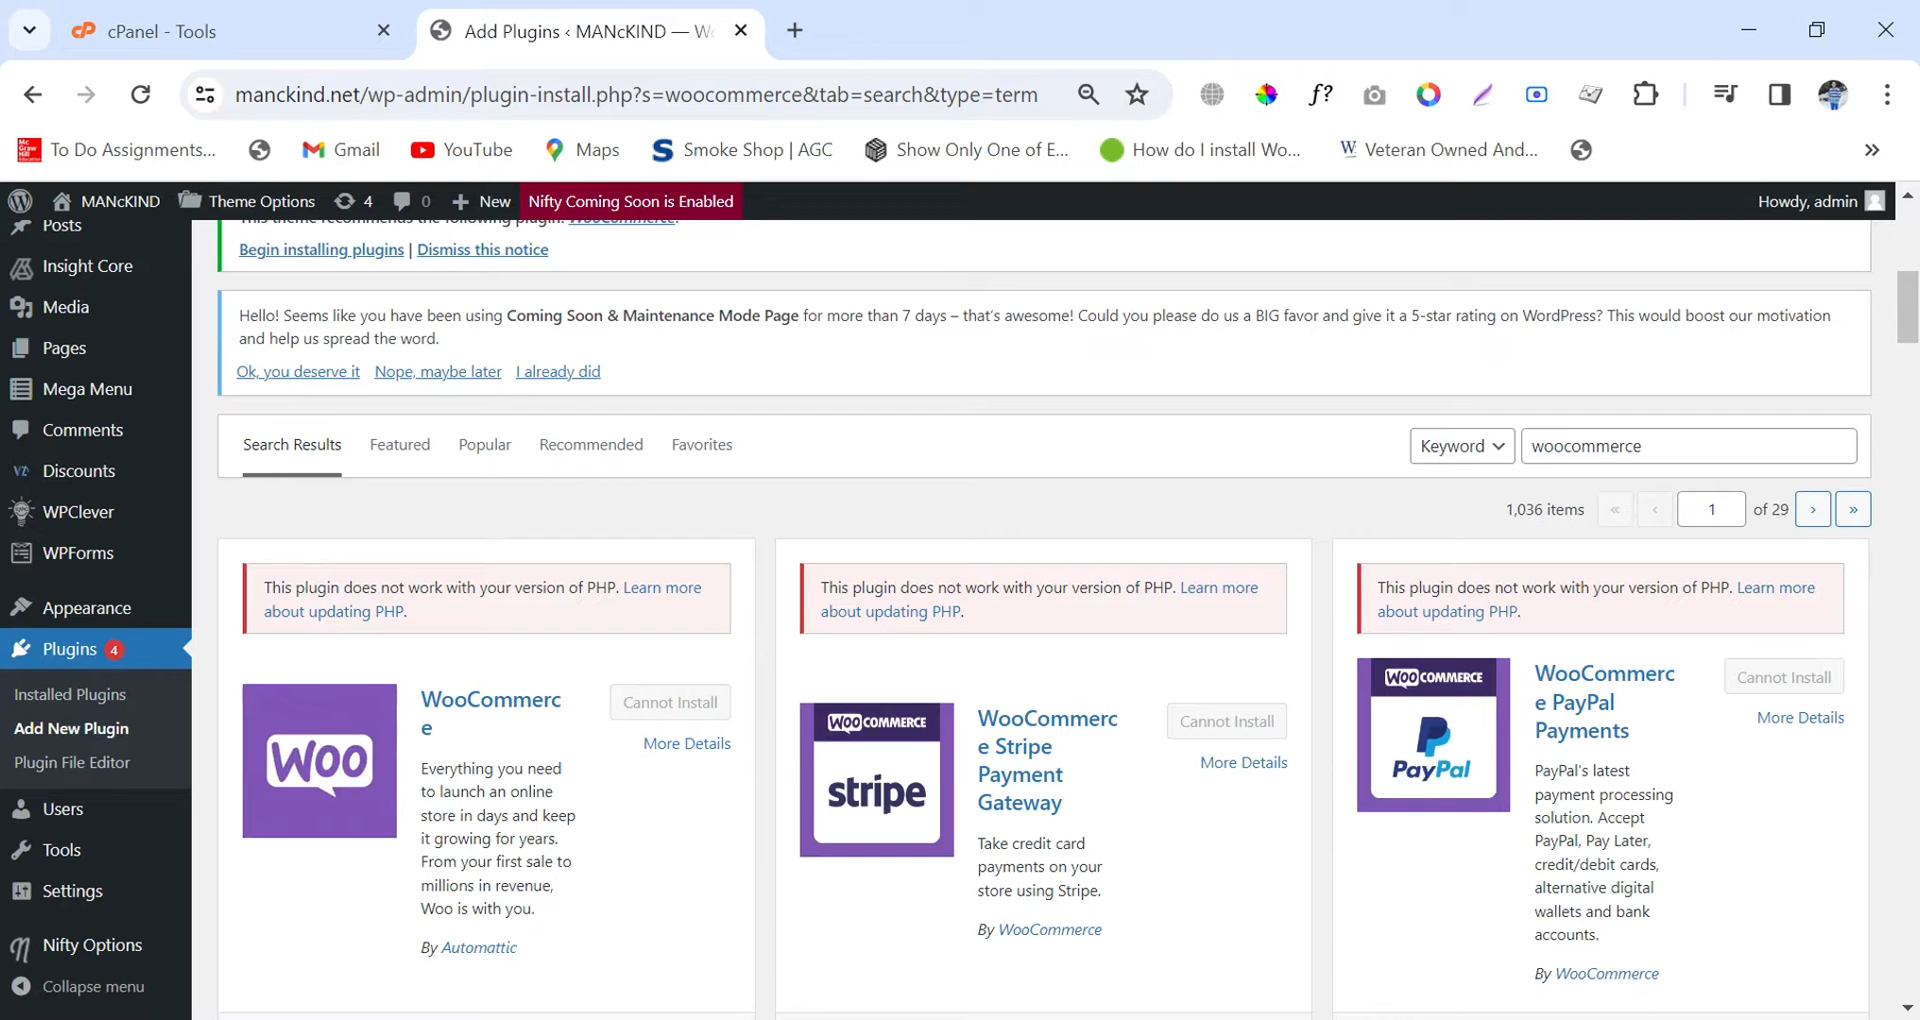 cPanel - Tools
Add Plugins ‹ MANcKIND — Wo
manckind.net/wp-admin/plugin-install.php?s=woocommerce&tab=search&type=term
f?
Mc Graw Hill Education
To Do Assignments...
Gmail
YouTube
Maps
S
Smoke Shop | AGC
Show Only One of E...
How do I install Wo...
W
Veteran Owned And...
»
MANcKIND
Theme Options
4
0
New
Nifty Coming Soon is Enabled
Howdy, admin
Posts
Insight Core
Media
Pages
Mega Menu
Comments
VZ Discounts
WPClever
WPForms
Appearance
Plugins 4
Installed Plugins
Add New Plugin
Plugin File Editor
Users
Tools
Settings
Nifty Options
Collapse menu
This theme recommends the following plugin: WooCommerce.
Begin installing plugins | Dismiss this notice
Hello! Seems like you have been using Coming Soon & Maintenance Mode Page for more than 7 days – that's awesome! Could you please do us a BIG favor and give it a 5-star rating on WordPress? This would boost our motivation
and help us spread the word.
Ok, you deserve it Nope, maybe later I already did
Search Results
Featured
Popular
Recommended
Favorites
Keyword
woocommerce
1,036 items « ‹ 1 of 29 › »
This plugin does not work with your version of PHP. Learn more
about updating PHP.
WOO
WooCommerc
e
Cannot Install
More Details
Everything you need
to launch an online
store in days and keep
it growing for years.
From your first sale to
millions in revenue,
Woo is with you.
By Automattic
This plugin does not work with your version of PHP. Learn more
about updating PHP.
WOO COMMERCE
stripe
WooCommerc
e Stripe
Payment
Gateway
Cannot Install
More Details
Take credit card
payments on your
store using Stripe.
By WooCommerce
This plugin does not work with your version of PHP. Learn more
about updating PHP.
WOO COMMERCE
PayPal
WooCommerc
e PayPal
Payments
Cannot Install
More Details
PayPal's latest
payment processing
solution. Accept
PayPal, Pay Later,
credit/debit cards,
alternative digital
wallets and bank
accounts.
By WooCommerce